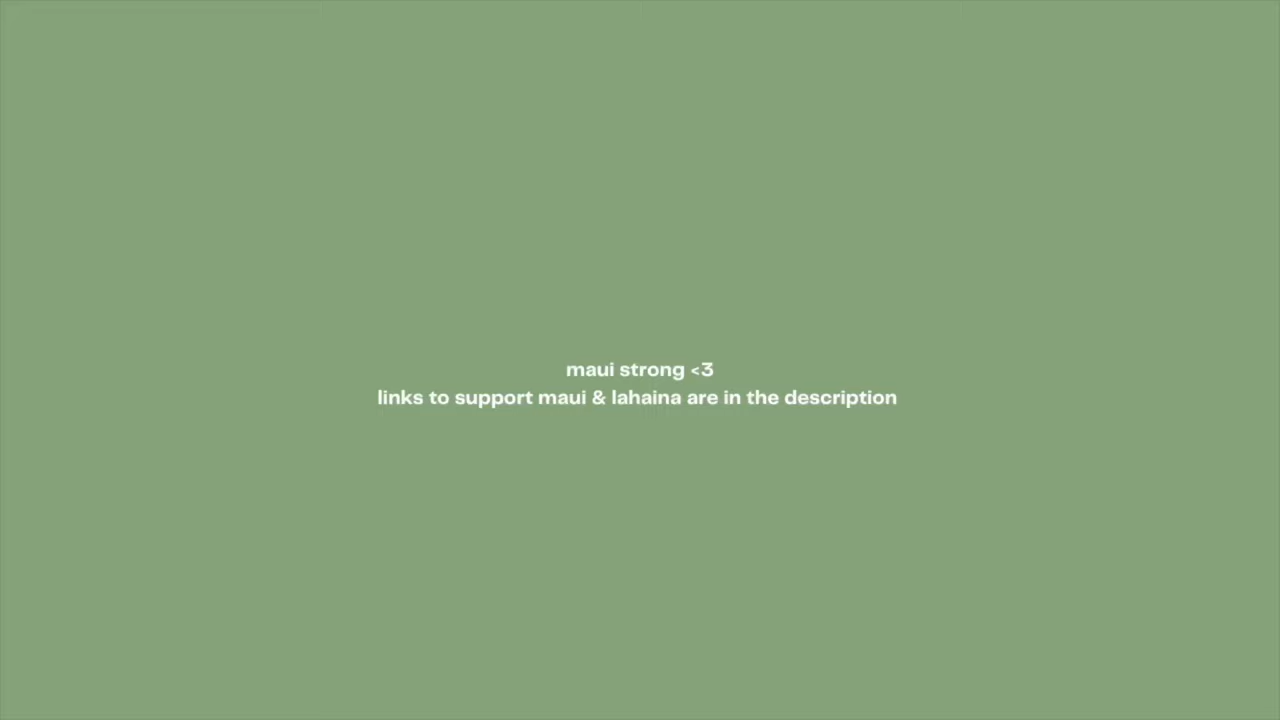 maui strong <3
links to support maui & lahaina are in the description